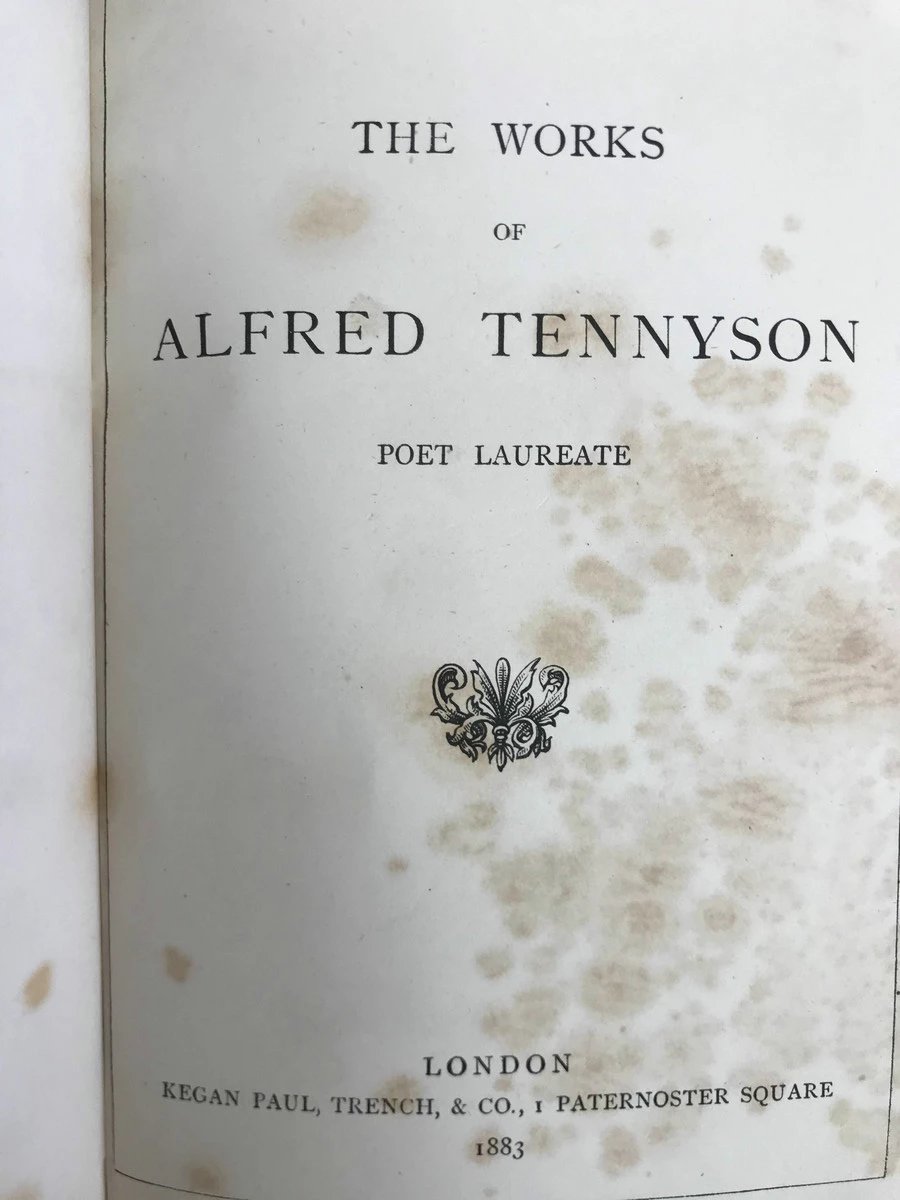 THE WORKS
OF
ALFRED TENNYSON
POET LAUREATE
LONDON
KEGAN PAUL, TRENCH, & CO., 1 PATERNOSTER SQUARE
1883